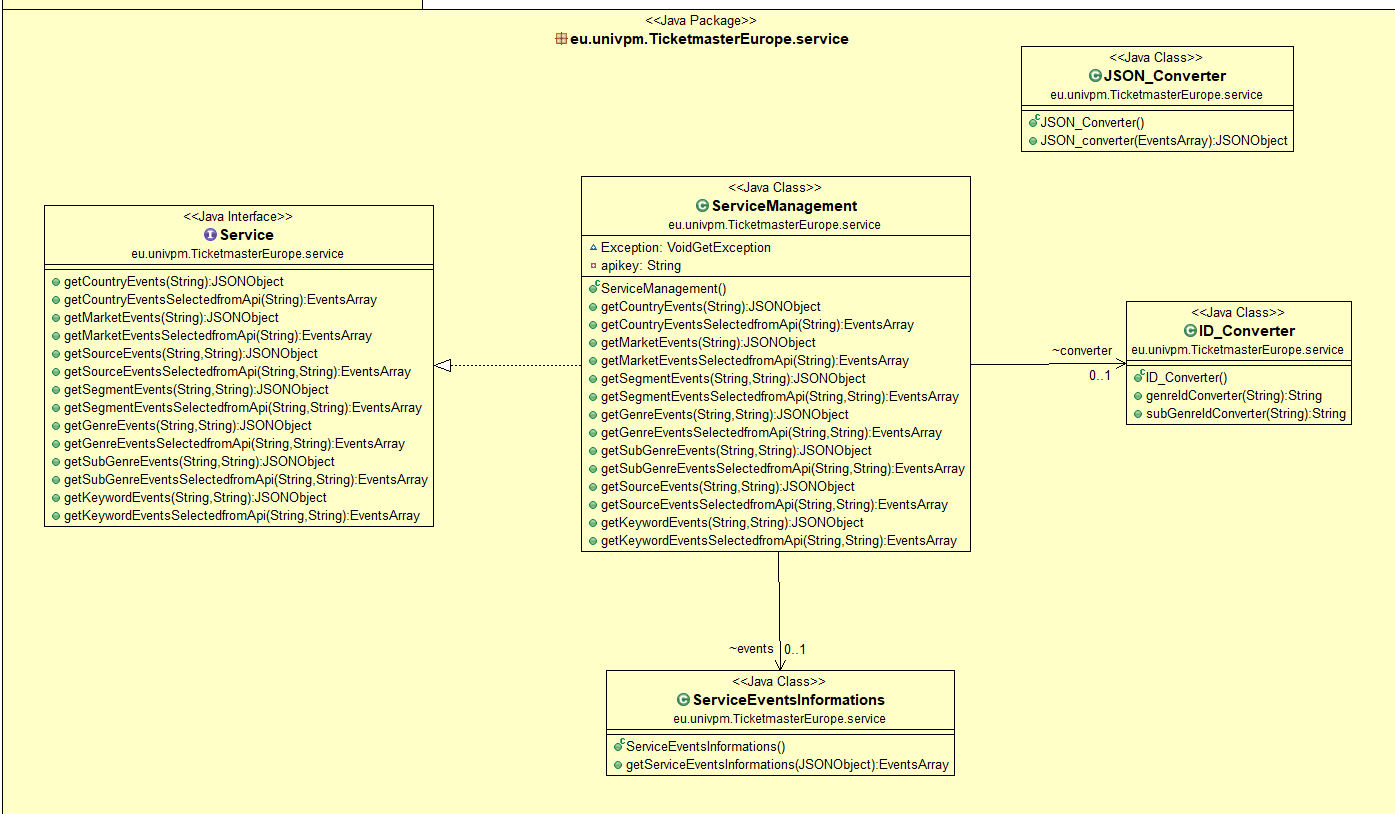 <<Java Package>>
eu.univpm.TicketmasterEurope.service
<<Java Class>>
JSON_Converter
eu.univpm.TicketmasterEurope.service
JSON_Converter()
JSON_converter(EventsArray):JSONObject
<<Java Interface>>
Service
eu.univpm.TicketmasterEurope.service
getCountryEvents(String):JSONObject
getCountryEventsSelectedfromApi(String):EventsArray
getMarketEvents(String):JSONObject
getMarketEventsSelectedfromApi(String):EventsArray
getSourceEvents(String,String):JSONObject
getSourceEventsSelectedfromApi(String,String):EventsArray
getSegmentEvents(String,String):JSONObject
getSegmentEventsSelectedfromApi(String,String):EventsArray
getGenreEvents(String,String):JSONObject
getGenreEventsSelectedfromApi(String,String):EventsArray
getSubGenreEvents(String,String):JSONObject
getSubGenreEventsSelectedfromApi(String,String):EventsArray
getKeywordEvents(String,String):JSONObject
getKeywordEventsSelectedfromApi(String,String):EventsArray
<<Java Class>>
ServiceManagement
eu.univpm.TicketmasterEurope.service
Exception: VoidGetException
apikey: String
ServiceManagement()
getCountryEvents(String):JSONObject
getCountryEventsSelectedfromApi(String):EventsArray
getMarketEvents(String):JSONObject
getMarketEventsSelectedfromApi(String):EventsArray
getSegmentEvents(String,String):JSONObject
getSegmentEventsSelectedfromApi(String,String):EventsArray
getGenreEvents(String,String):JSONObject
getGenreEventsSelectedfromApi(String,String):EventsArray
getSubGenreEvents(String,String):JSONObject
getSubGenreEventsSelectedfromApi(String,String):EventsArray
getSourceEvents(String,String):JSONObject
getSourceEventsSelectedfromApi(String,String):EventsArray
getKeywordEvents(String,String):JSONObject
getKeywordEventsSelectedfromApi(String,String):EventsArray
~converter
0..1
<<Java Class>>
ID_Converter
eu.univpm.TicketmasterEurope.service
ID_Converter()
genreIdConverter(String):String
subGenreIdConverter(String):String
~events 0..1
<<Java Class>>
ServiceEventsInformations
eu.univpm.TicketmasterEurope.service
ServiceEventsInformations()
getServiceEventsInformations(JSONObject):EventsArray